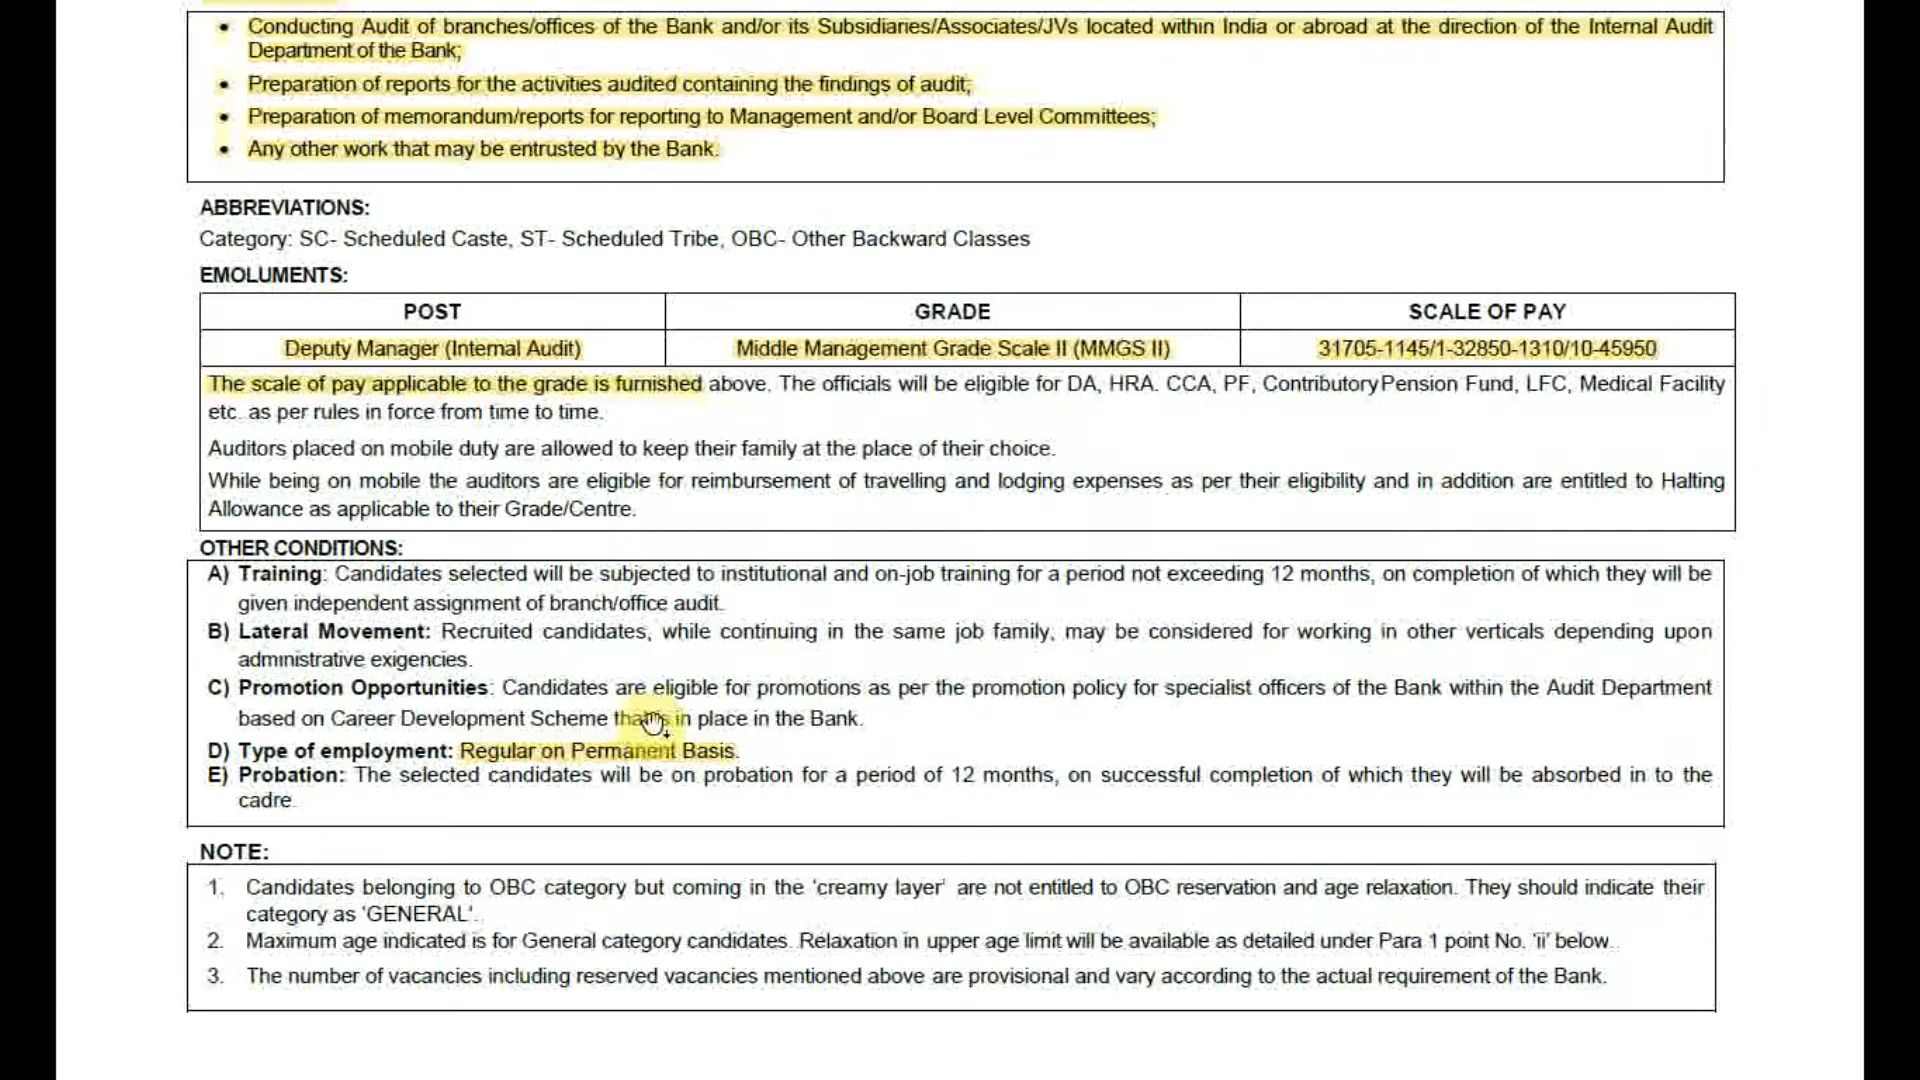 • Conducting Audit of branches/offices of the Bank and/or its Subsidiaries/Associates/JVs located within India or abroad at the direction of the Internal Audit
Department of the Bank;
• Preparation of reports for the activities audited containing the findings of audit;
• Preparation of memorandum/reports for reporting to Management and/or Board Level Committees;
• Any other work that may be entrusted by the Bank.
ABBREVIATIONS:
Category: SC- Scheduled Caste, ST- Scheduled Tribe, OBC- Other Backward Classes
EMOLUMENTS:
POST GRADE SCALE OF PAY
Deputy Manager (Internal Audit) Middle Management Grade Scale II (MMGS II) 31705-1145/1-32850-1310/10-45950
The scale of pay applicable to the grade is furnished above. The officials will be eligible for DA, HRA. CCA, PF, Contributory Pension Fund, LFC, Medical Facility
etc. as per rules in force from time to time.
Auditors placed on mobile duty are allowed to keep their family at the place of their choice.
While being on mobile the auditors are eligible for reimbursement of travelling and lodging expenses as per their eligibility and in addition are entitled to Halting
Allowance as applicable to their Grade/Centre.
OTHER CONDITIONS:
A) Training: Candidates selected will be subjected to institutional and on-job training for a period not exceeding 12 months, on completion of which they will be
given independent assignment of branch/office audit.
B) Lateral Movement: Recruited candidates, while continuing in the same job family, may be considered for working in other verticals depending upon
administrative exigencies.
C) Promotion Opportunities: Candidates are eligible for promotions as per the promotion policy for specialist officers of the Bank within the Audit Department
based on Career Development Scheme in place in the Bank.
D) Type of employment: Regular on Permanent Basis.
E) Probation: The selected candidates will be on probation for a period of 12 months, on successful completion of which they will be absorbed in to the
cadre.
NOTE:
1. Candidates belonging to OBC category but coming in the 'creamy layer' are not entitled to OBC reservation and age relaxation. They should indicate their
category as 'GENERAL'.
2. Maximum age indicated is for General category candidates. Relaxation in upper age limit will be available as detailed under Para 1 point No. 'ii' below.
3. The number of vacancies including reserved vacancies mentioned above are provisional and vary according to the actual requirement of the Bank.